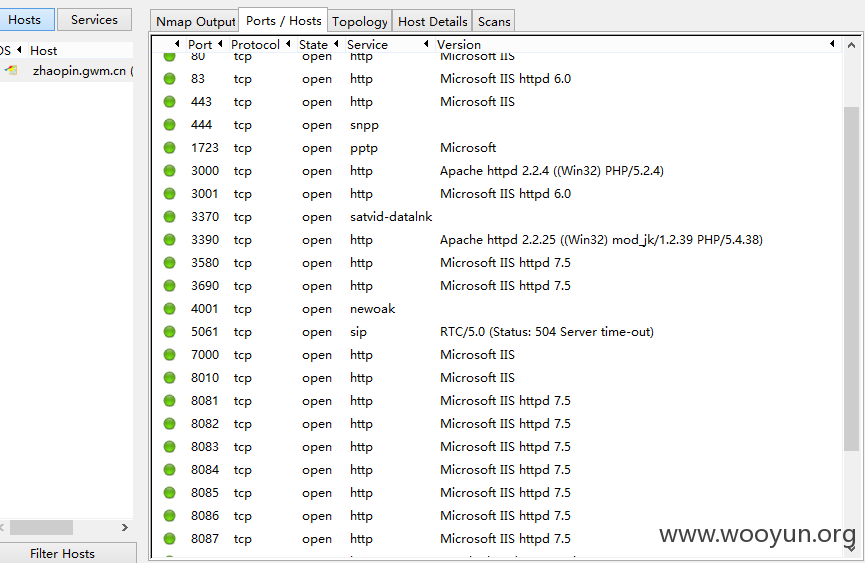 Hosts Services
Nmap Output Ports / Hosts Topology Host Details Scans
OS Host
Port Protocol State Service Version
zhaopin.gwm.cn (
80 tcp open http Microsoft IIS
83 tcp open http Microsoft IIS httpd 6.0
443 tcp open http Microsoft IIS
444 tcp open snpp
1723 tcp open pptp Microsoft
3000 tcp open http Apache httpd 2.2.4 ((Win32) PHP/5.2.4)
3001 tcp open http Microsoft IIS httpd 6.0
3370 tcp open satvid-datalnk
3390 tcp open http Apache httpd 2.2.25 ((Win32) mod_jk/1.2.39 PHP/5.4.38)
3580 tcp open http Microsoft IIS httpd 7.5
3690 tcp open http Microsoft IIS httpd 7.5
4001 tcp open newoak
5061 tcp open sip RTC/5.0 (Status: 504 Server time-out)
7000 tcp open http Microsoft IIS
8010 tcp open http Microsoft IIS
8081 tcp open http Microsoft IIS httpd 7.5
8082 tcp open http Microsoft IIS httpd 7.5
8083 tcp open http Microsoft IIS httpd 7.5
8084 tcp open http Microsoft IIS httpd 7.5
8085 tcp open http Microsoft IIS httpd 7.5
8086 tcp open http Microsoft IIS httpd 7.5
8087 tcp open http Microsoft IIS httpd 7.5
www.wooyun.org
Filter Hosts